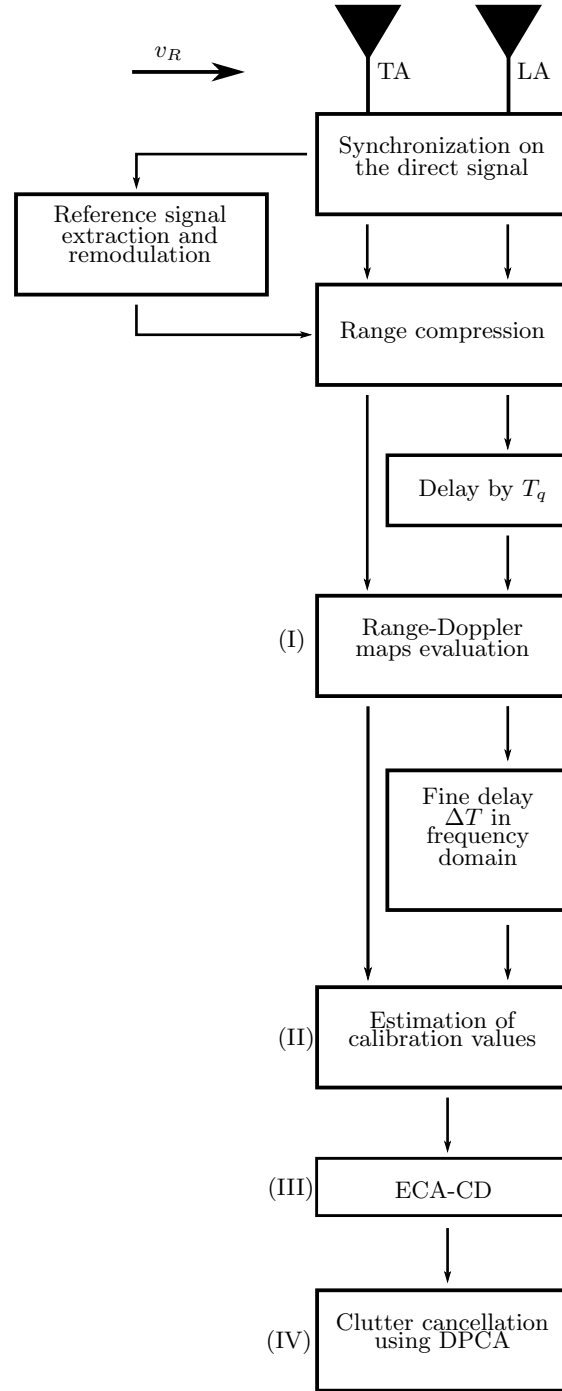 v_R
TA
LA
Synchronization on
the direct signal
Reference signal
extraction and
remodulation
Range compression
Delay by T_q
(I)
Range-Doppler
maps evaluation
Fine delay
ΔT in
frequency
domain
(II)
Estimation of
calibration values
(III)
ECA-CD
(IV)
Clutter cancellation
using DPCA